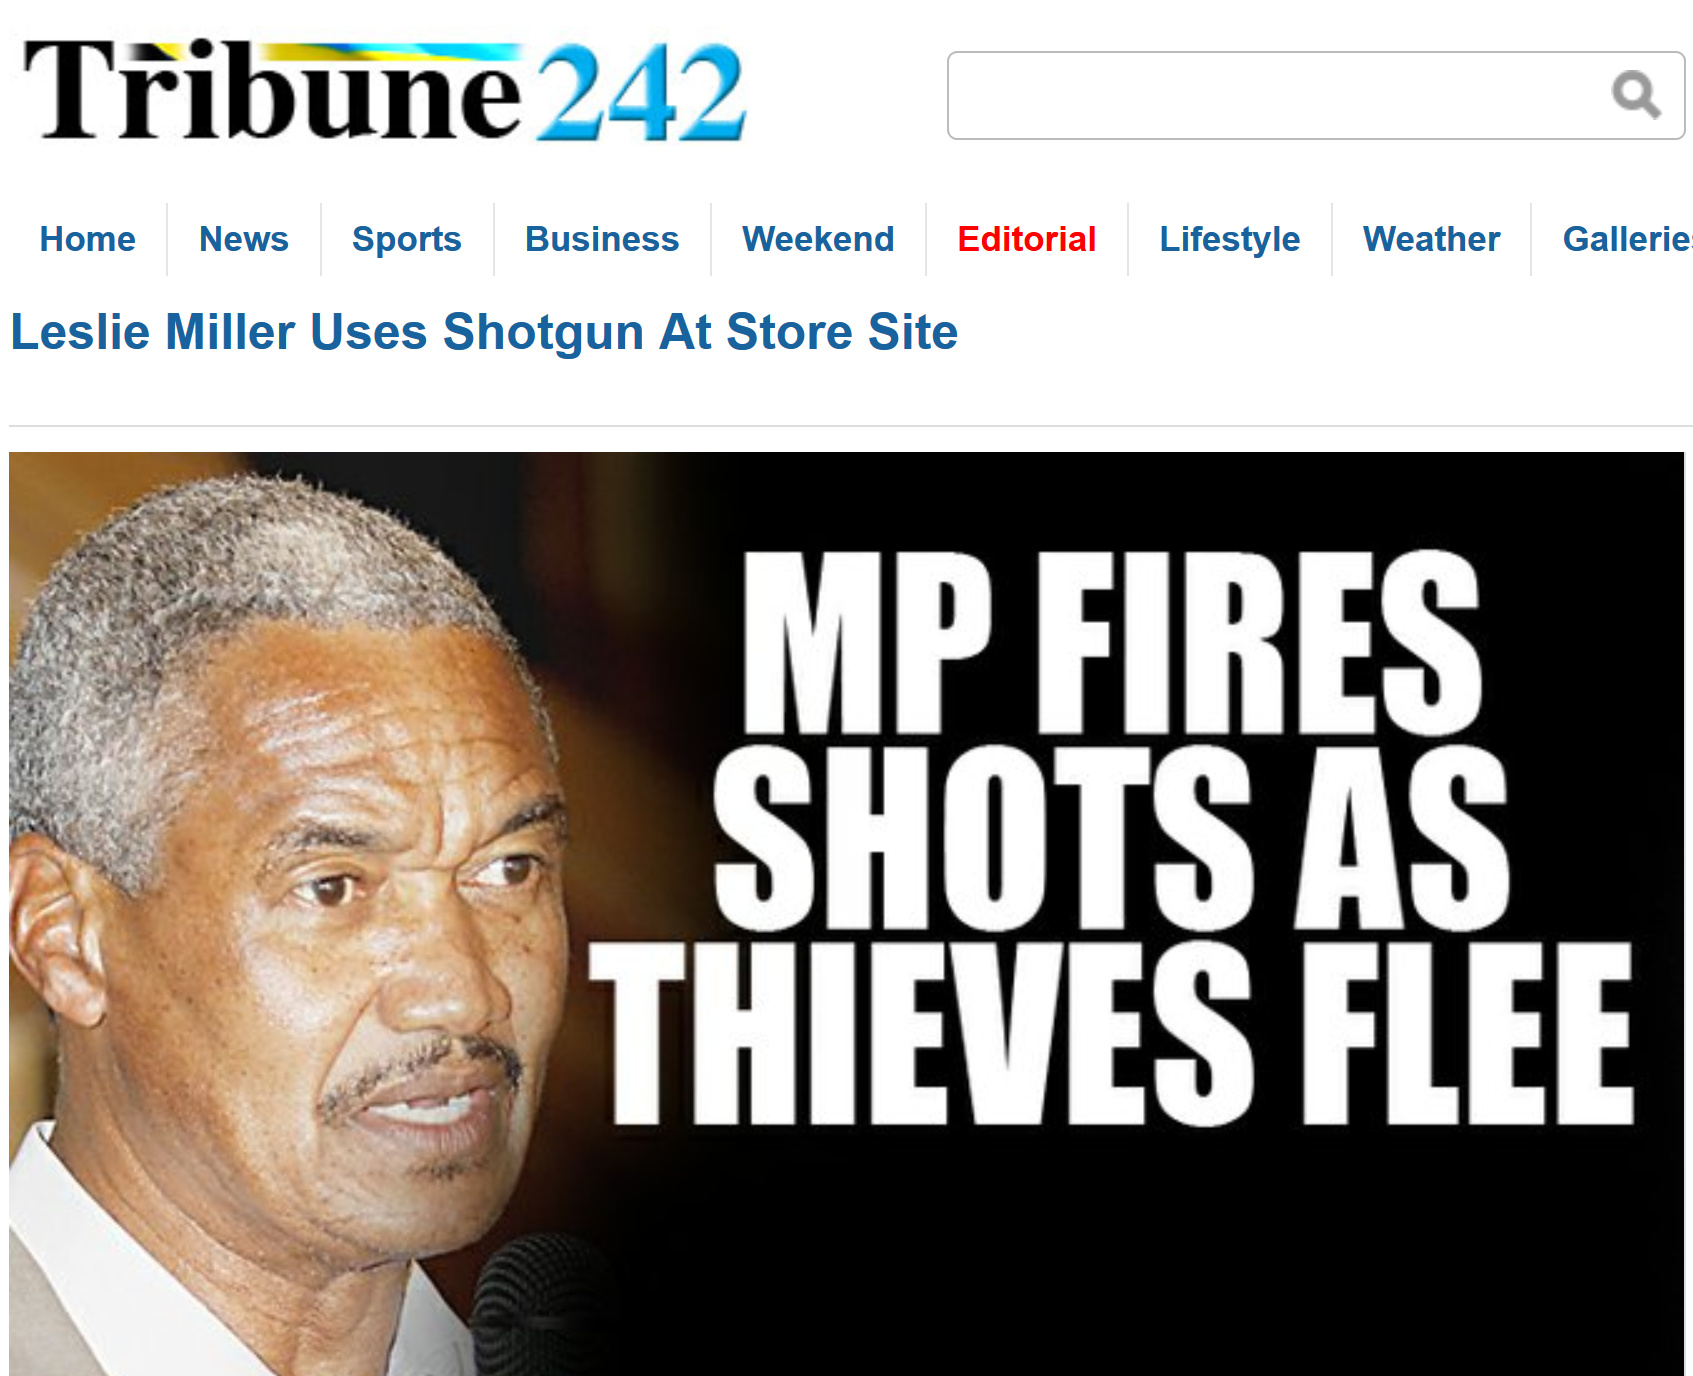 Tribune242
Home News Sports Business Weekend Editorial Lifestyle Weather Galleries
Leslie Miller Uses Shotgun At Store Site
MP FIRES
SHOTS AS
THIEVES FLEE